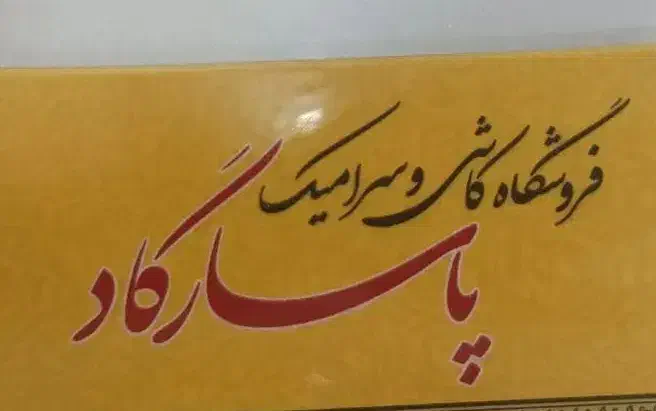 فروشگاه کاشی و سرامیک
پاسارگاد